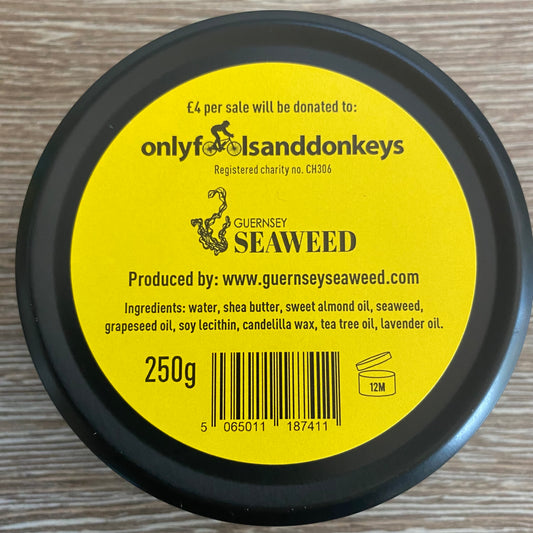 £4 per sale will be donated to:
onlyfoolsanddonkeys
Registered charity no. CH306
GUERNSEY
SEAWEED
Produced by: www.guernseyseaweed.com
Ingredients: water, shea butter, sweet almond oil, seaweed,
grapeseed oil, soy lecithin, candelilla wax, tea tree oil, lavender oil.
250g
12M
5 065011 187411